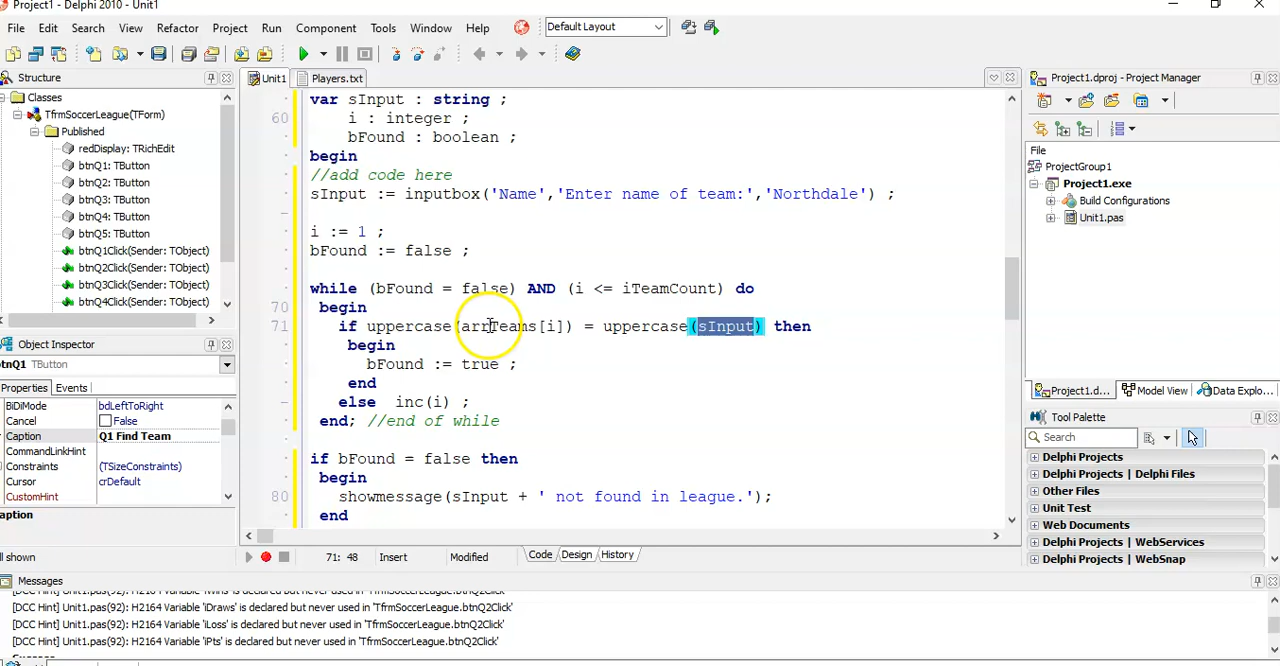 Project1 - Delphi 2010 - Unit1
File Edit Search View Refactor Project Run Component Tools Window Help
Default Layout
Structure
Classes
TfrmSoccerLeague(TForm)
Published
redDisplay: TRichEdit
btnQ1: TButton
btnQ2: TButton
btnQ3: TButton
btnQ4: TButton
btnQ5: TButton
btnQ1Click(Sender: TObject)
btnQ2Click(Sender: TObject)
btnQ3Click(Sender: TObject)
btnQ4Click(Sender: TObject)
Object Inspector
btnQ1 TButton
Properties Events
BiDiMode bdLeftToRight
Cancel False
Caption Q1 Find Team
CommandLinkHint
Constraints (TSizeConstraints)
Cursor crDefault
CustomHint
aption
ll shown
Unit1 Players.txt
var sInput : string ;
60 i : integer ;
bFound : boolean ;
begin
//add code here
sInput := inputbox('Name','Enter name of team:','Northdale') ;
i := 1 ;
bFound := false ;
while (bFound = false) AND (i <= iTeamCount) do
70 begin
71 if uppercase(arrTeams[i]) = uppercase(sInput) then
begin
bFound := true ;
end
else inc(i) ;
end; //end of while
if bFound = false then
begin
80 showmessage(sInput + ' not found in league.');
end
71: 48 Insert Modified Code Design History
Project1.dproj - Project Manager
File
ProjectGroup1
Project1.exe
Build Configurations
Unit1.pas
Project1.d... Model View Data Explo...
Tool Palette
Search
Delphi Projects
Delphi Projects | Delphi Files
Other Files
Unit Test
Web Documents
Delphi Projects | WebServices
Delphi Projects | WebSnap
Messages
[DCC Hint] Unit1.pas(92): H2164 Variable 'iDraws' is declared but never used in 'TfrmSoccerLeague.btnQ2Click'
[DCC Hint] Unit1.pas(92): H2164 Variable 'iLoss' is declared but never used in 'TfrmSoccerLeague.btnQ2Click'
[DCC Hint] Unit1.pas(92): H2164 Variable 'iPts' is declared but never used in 'TfrmSoccerLeague.btnQ2Click'